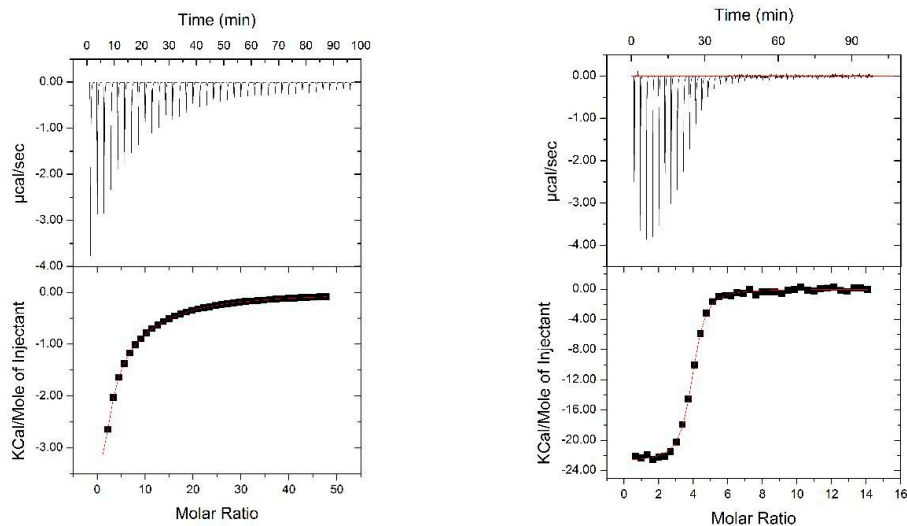 Time (min)
0 10 20 30 40 50 60 70 80 90 100
0.00
-1.00
-2.00
-3.00
-4.00
µcal/sec
0.00
-1.00
-2.00
-3.00
KCal/Mole of Injectant
0 10 20 30 40 50
Molar Ratio
Time (min)
0 30 60 90
0.00
-1.00
-2.00
-3.00
-4.00
µcal/sec
0.00
-4.00
-8.00
-12.00
-16.00
-20.00
-24.00
KCal/Mole of Injectant
0 2 4 6 8 10 12 14 16
Molar Ratio